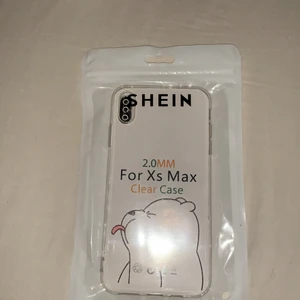 SHEIN
2.0MM
For Xs Max
Clear Case